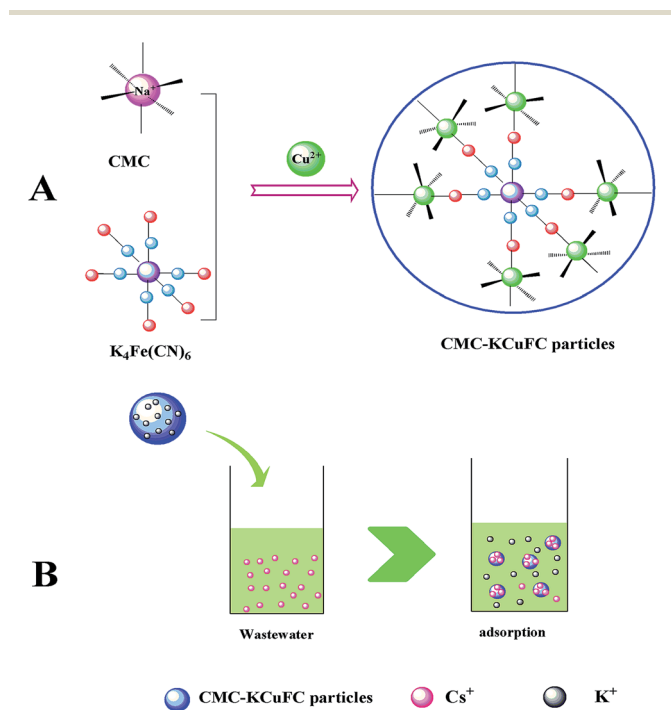 Na⁺
CMC
A
Cu²⁺
K₄Fe(CN)₆
CMC-KCuFC particles
B
Wastewater
adsorption
CMC-KCuFC particles
Cs⁺
K⁺